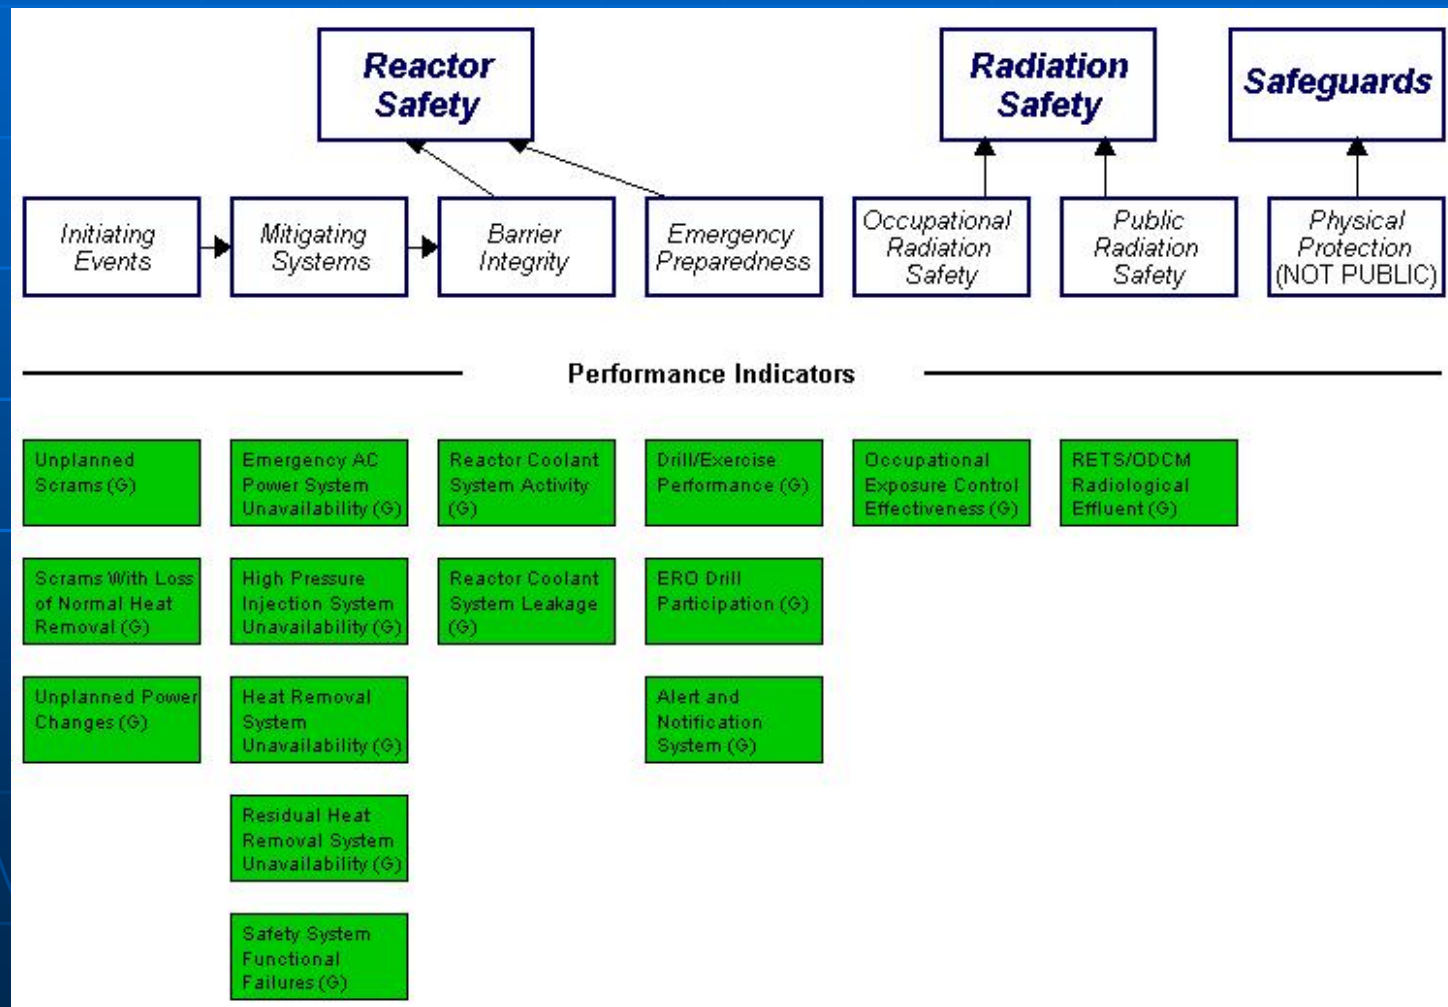 Reactor
Safety
Radiation
Safety
Safeguards
Initiating
Events
Mitigating
Systems
Barrier
Integrity
Emergency
Preparedness
Occupational
Radiation
Safety
Public
Radiation
Safety
Physical
Protection
(NOT PUBLIC)
Performance Indicators
Unplanned
Scrams (G)
Emergency AC
Power System
Unavailability (G)
Reactor Coolant
System Activity
(G)
Drill/Exercise
Performance (G)
Occupational
Exposure Control
Effectiveness (G)
RETS/ODCM
Radiological
Effluent (G)
Scrams With Loss
of Normal Heat
Removal (G)
High Pressure
Injection System
Unavailability (G)
Reactor Coolant
System Leakage
(G)
ERO Drill
Participation (G)
Unplanned Power
Changes (G)
Heat Removal
System
Unavailability (G)
Alert and
Notification
System (G)
Residual Heat
Removal System
Unavailability (G)
Safety System
Functional
Failures (G)